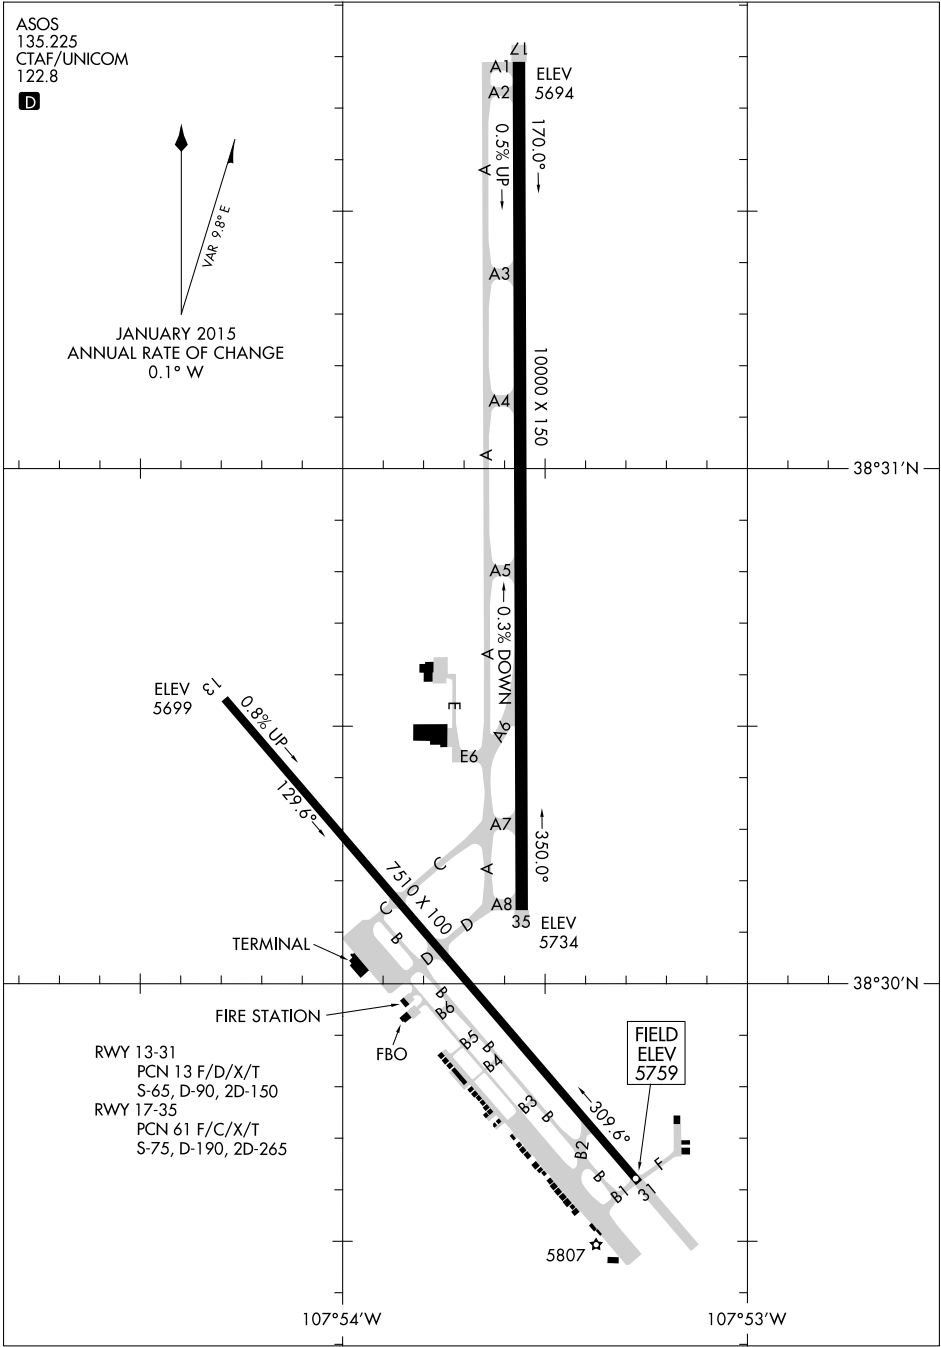 ASOS
135.225
CTAF/UNICOM
122.8
D
VAR 9.8° E
JANUARY 2015
ANNUAL RATE OF CHANGE
0.1° W
17
A1
ELEV
5694
A2
0.5% UP
170.0°
A
A3
10000 X 150
A4
A
38°31'N
A5
0.3% DOWN
A
13
ELEV
5699
0.8% UP
129.6°
E
A6
E6
A7
350.0°
C
A
7510 X 100
A8
35
ELEV
5734
C
B
D
D
TERMINAL
38°30'N
B
B6
FIRE STATION
FBO
B5
B
B4
FIELD
ELEV
5759
RWY 13-31
PCN 13 F/D/X/T
S-65, D-90, 2D-150
RWY 17-35
PCN 61 F/C/X/T
S-75, D-190, 2D-265
B3
B
309.6°
B2
B
F
B1
31
5807
107°54'W
107°53'W